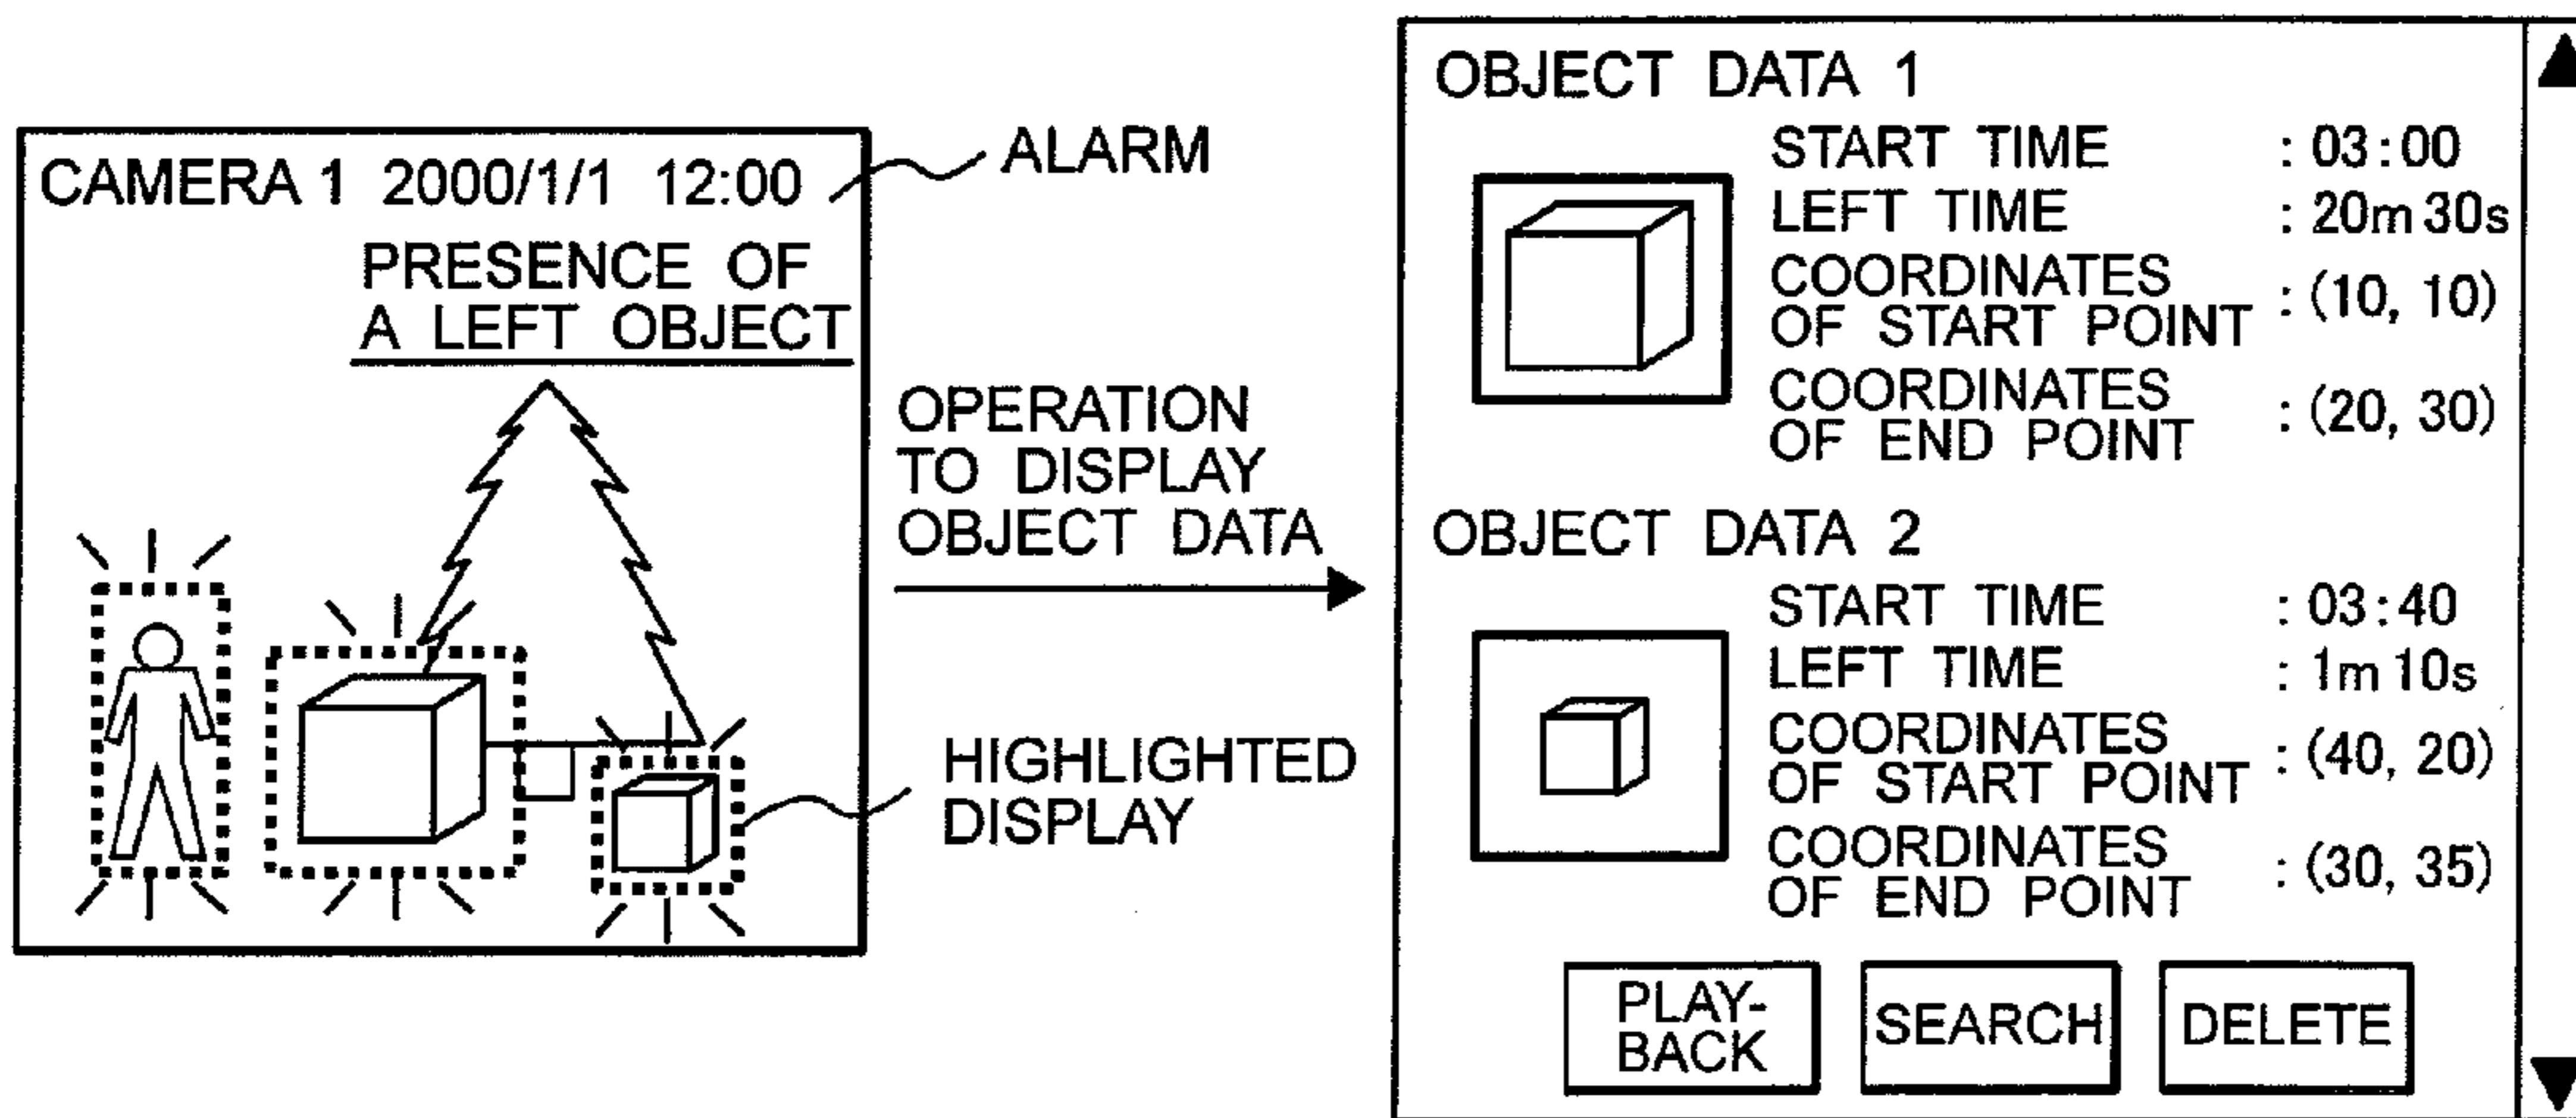 CAMERA 1 2000/1/1 12:00
PRESENCE OF
A LEFT OBJECT
ALARM
OPERATION
TO DISPLAY
OBJECT DATA
HIGHLIGHTED
DISPLAY
OBJECT DATA 1
START TIME : 03:00
LEFT TIME : 20m 30s
COORDINATES
OF START POINT : (10, 10)
COORDINATES
OF END POINT : (20, 30)
OBJECT DATA 2
START TIME : 03:40
LEFT TIME : 1m 10s
COORDINATES
OF START POINT : (40, 20)
COORDINATES
OF END POINT : (30, 35)
PLAY-
BACK
SEARCH
DELETE